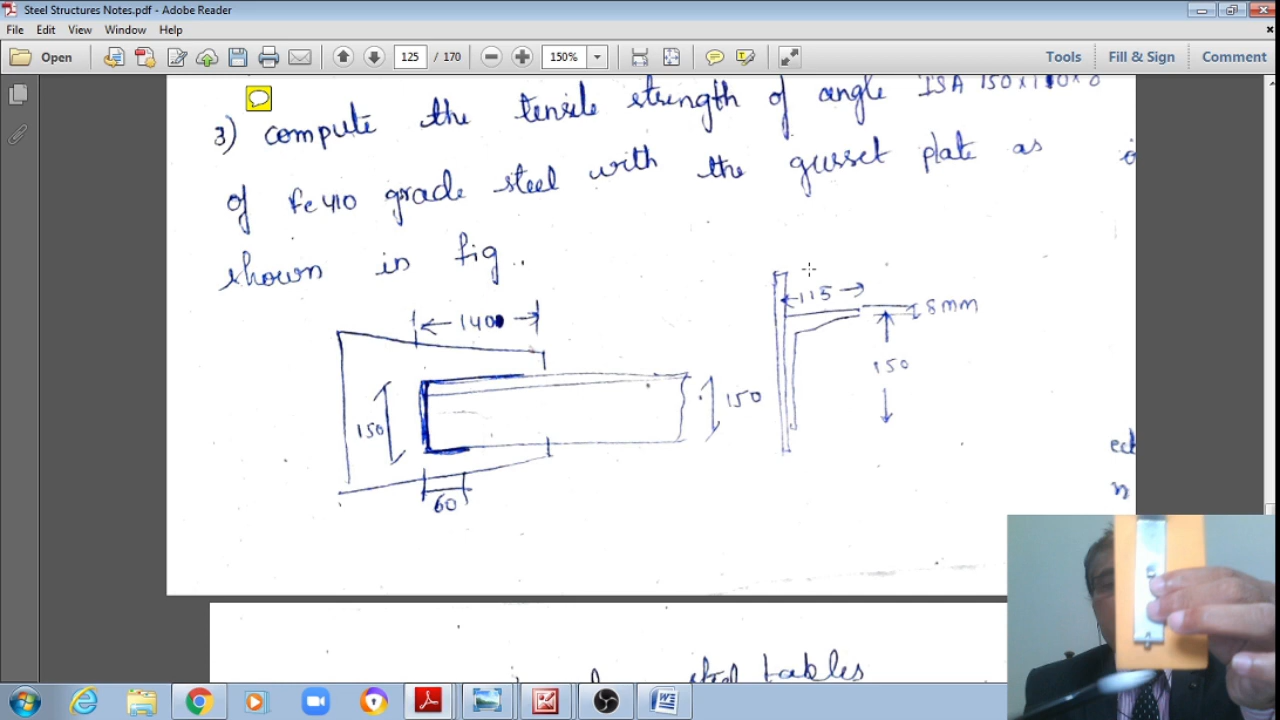 Steel Structures Notes.pdf - Adobe Reader
File Edit View Window Help
Open 125 / 170 150% Tools Fill & Sign Comment
3) compute the tensile strength of angle ISA
of Fe410 grade steel with the gusset plate as
shown in fig.
115
8mm
140
150
150
150
60
tables